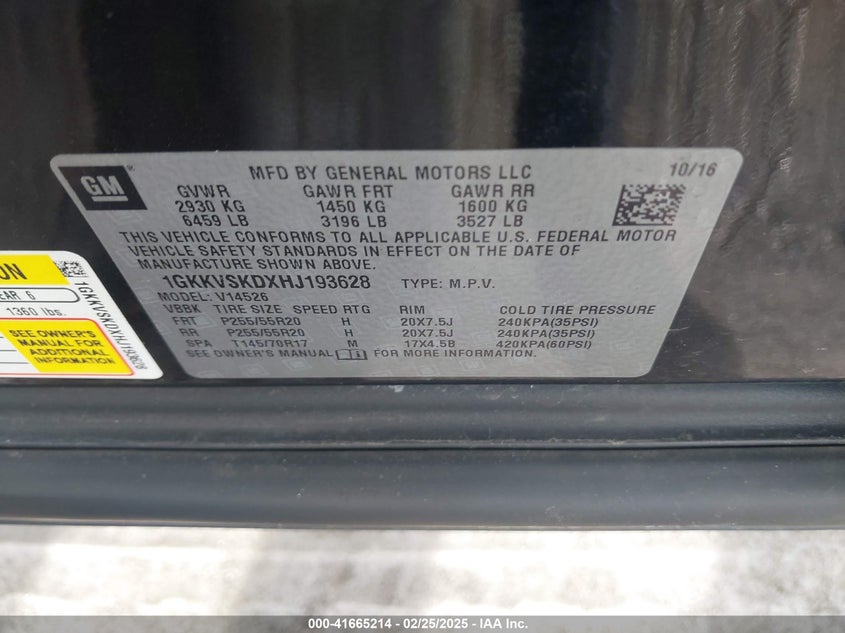 GM
MFD BY GENERAL MOTORS LLC
10/16
GVWR GAWR FRT GAWR RR
2930 KG 1450 KG 1600 KG
6459 LB 3196 LB 3527 LB
THIS VEHICLE CONFORMS TO ALL APPLICABLE U.S. FEDERAL MOTOR
VEHICLE SAFETY STANDARDS IN EFFECT ON THE DATE OF
MANUFACTURE SHOWN ABOVE.
1GKKVSKDXHJ193628 TYPE: M.P.V.
MODEL: V14526
VBBK TIRE SIZE SPEED RTG RIM COLD TIRE PRESSURE
FRT P255/55R20 H 20X7.5J 240KPA(35PSI)
RR P255/55R20 H 20X7.5J 240KPA(35PSI)
SPA T145/70R17 M 17X4.5B 420KPA(60PSI)
SEE OWNER'S MANUAL FOR MORE INFORMATION.
ON
EAR 6
1360 lbs.
SEE OWNER'S
MANUAL FOR
ADDITIONAL
INFORMATION
1GKKVSKDXHJ193628
000-41665214 - 02/25/2025 - IAA Inc.